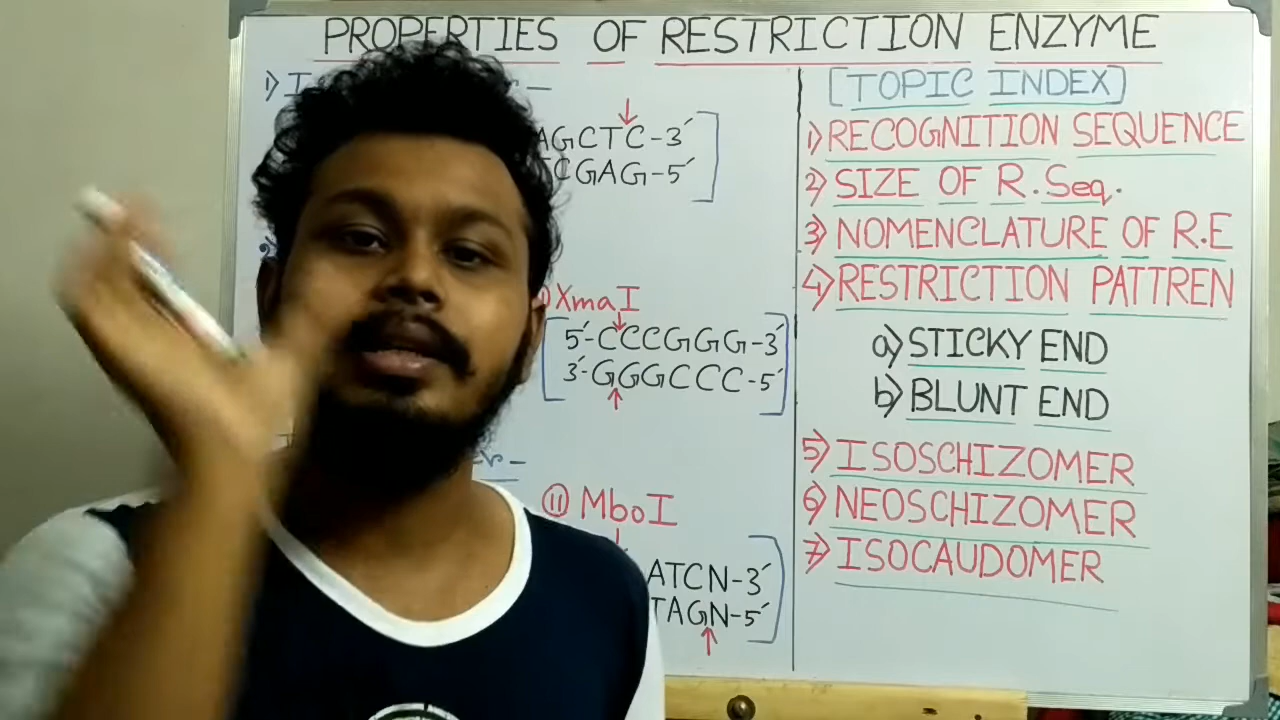 PROPERTIES OF RESTRICTION ENZYME
1) I
AGCTC-3′
CGAG-5′
XmaI
5′-CCCGGG-3′
3′-GGGCCC-5′
(ii) MboI
ATCN-3′
TAGN-5′
[TOPIC INDEX]
1) RECOGNITION SEQUENCE
2) SIZE OF R.Seq.
3) NOMENCLATURE OF R.E
4) RESTRICTION PATTREN
a) STICKY END
b) BLUNT END
5) ISOSCHIZOMER
6) NEOSCHIZOMER
7) ISOCAUDOMER